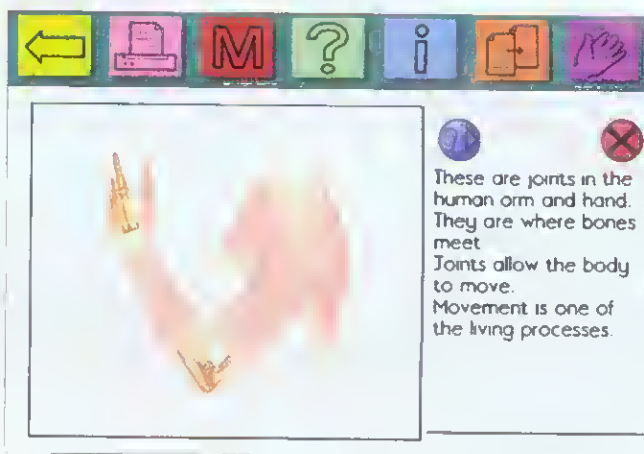 M
?
i
These are joints in the
human arm and hand.
They are where bones
meet
Joints allow the body
to move.
Movement is one of
the living processes.